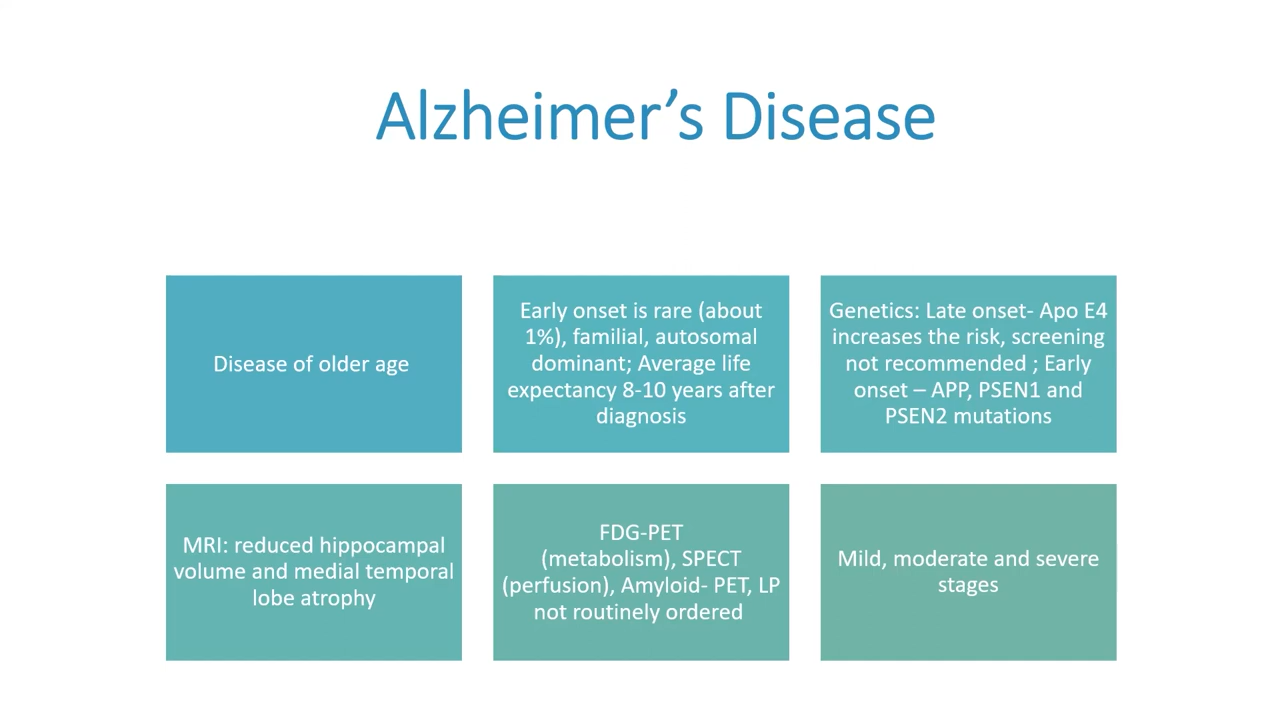 Alzheimer’s Disease
Disease of older age
Early onset is rare (about
1%), familial, autosomal
dominant; Average life
expectancy 8-10 years after
diagnosis
Genetics: Late onset- Apo E4
increases the risk, screening
not recommended ; Early
onset – APP, PSEN1 and
PSEN2 mutations
MRI: reduced hippocampal
volume and medial temporal
lobe atrophy
FDG-PET
(metabolism), SPECT
(perfusion), Amyloid- PET, LP
not routinely ordered
Mild, moderate and severe
stages